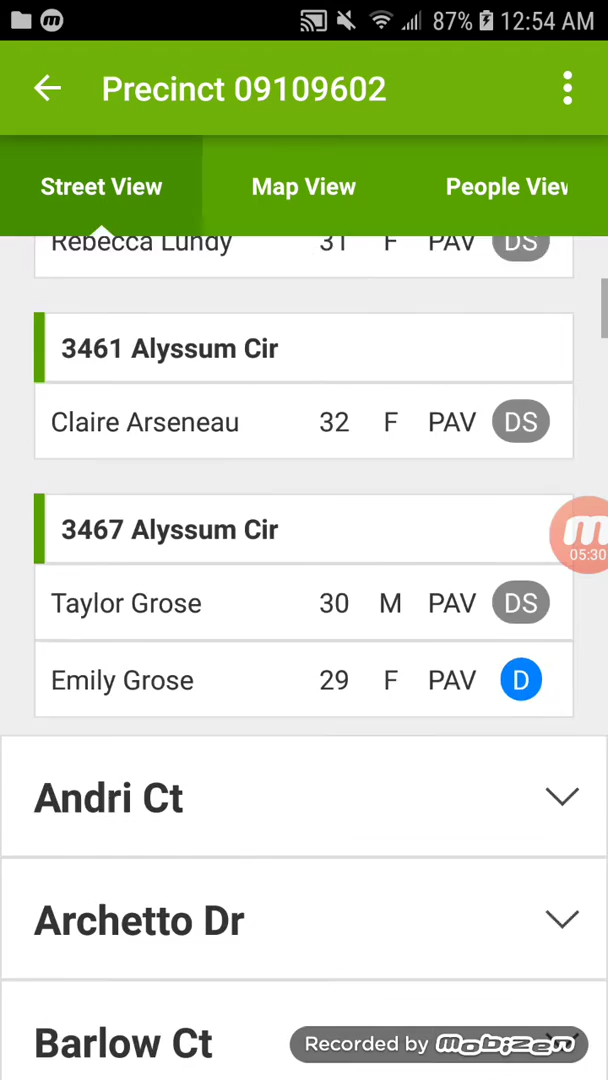 87% 12:54 AM
Precinct 09109602
Street View Map View People View
Rebecca Lundy 31 F PAV DS
3461 Alyssum Cir
Claire Arseneau 32 F PAV DS
3467 Alyssum Cir
05:30
Taylor Grose 30 M PAV DS
Emily Grose 29 F PAV D
Andri Ct
Archetto Dr
Barlow Ct
Recorded by mobizen